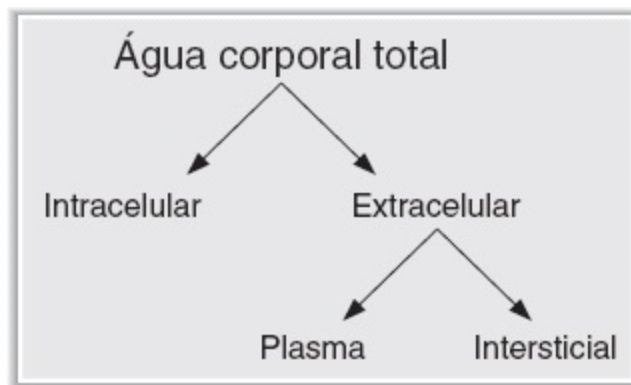 Água corporal total
Intracelular
Extracelular
Plasma
Intersticial